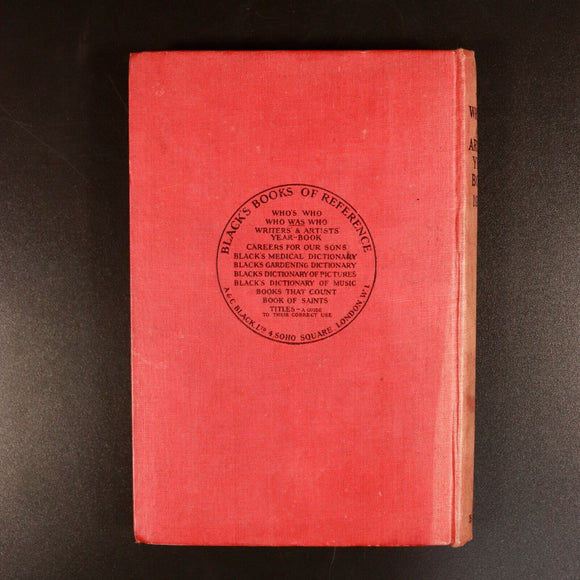 BLACK'S BOOKS OF REFERENCE
WHO'S WHO
WHO WAS WHO
WRITERS & ARTISTS'
YEAR-BOOK
CAREERS FOR OUR SONS
BLACK'S MEDICAL DICTIONARY
BLACK'S GARDENING DICTIONARY
BLACK'S DICTIONARY OF PICTURES
BLACK'S DICTIONARY OF MUSIC
BOOKS THAT COUNT
BOOK OF SAINTS
TITLES – A GUIDE
TO THEIR CORRECT USE
A & C BLACK LTD 4, SOHO SQUARE LONDON, W.1.